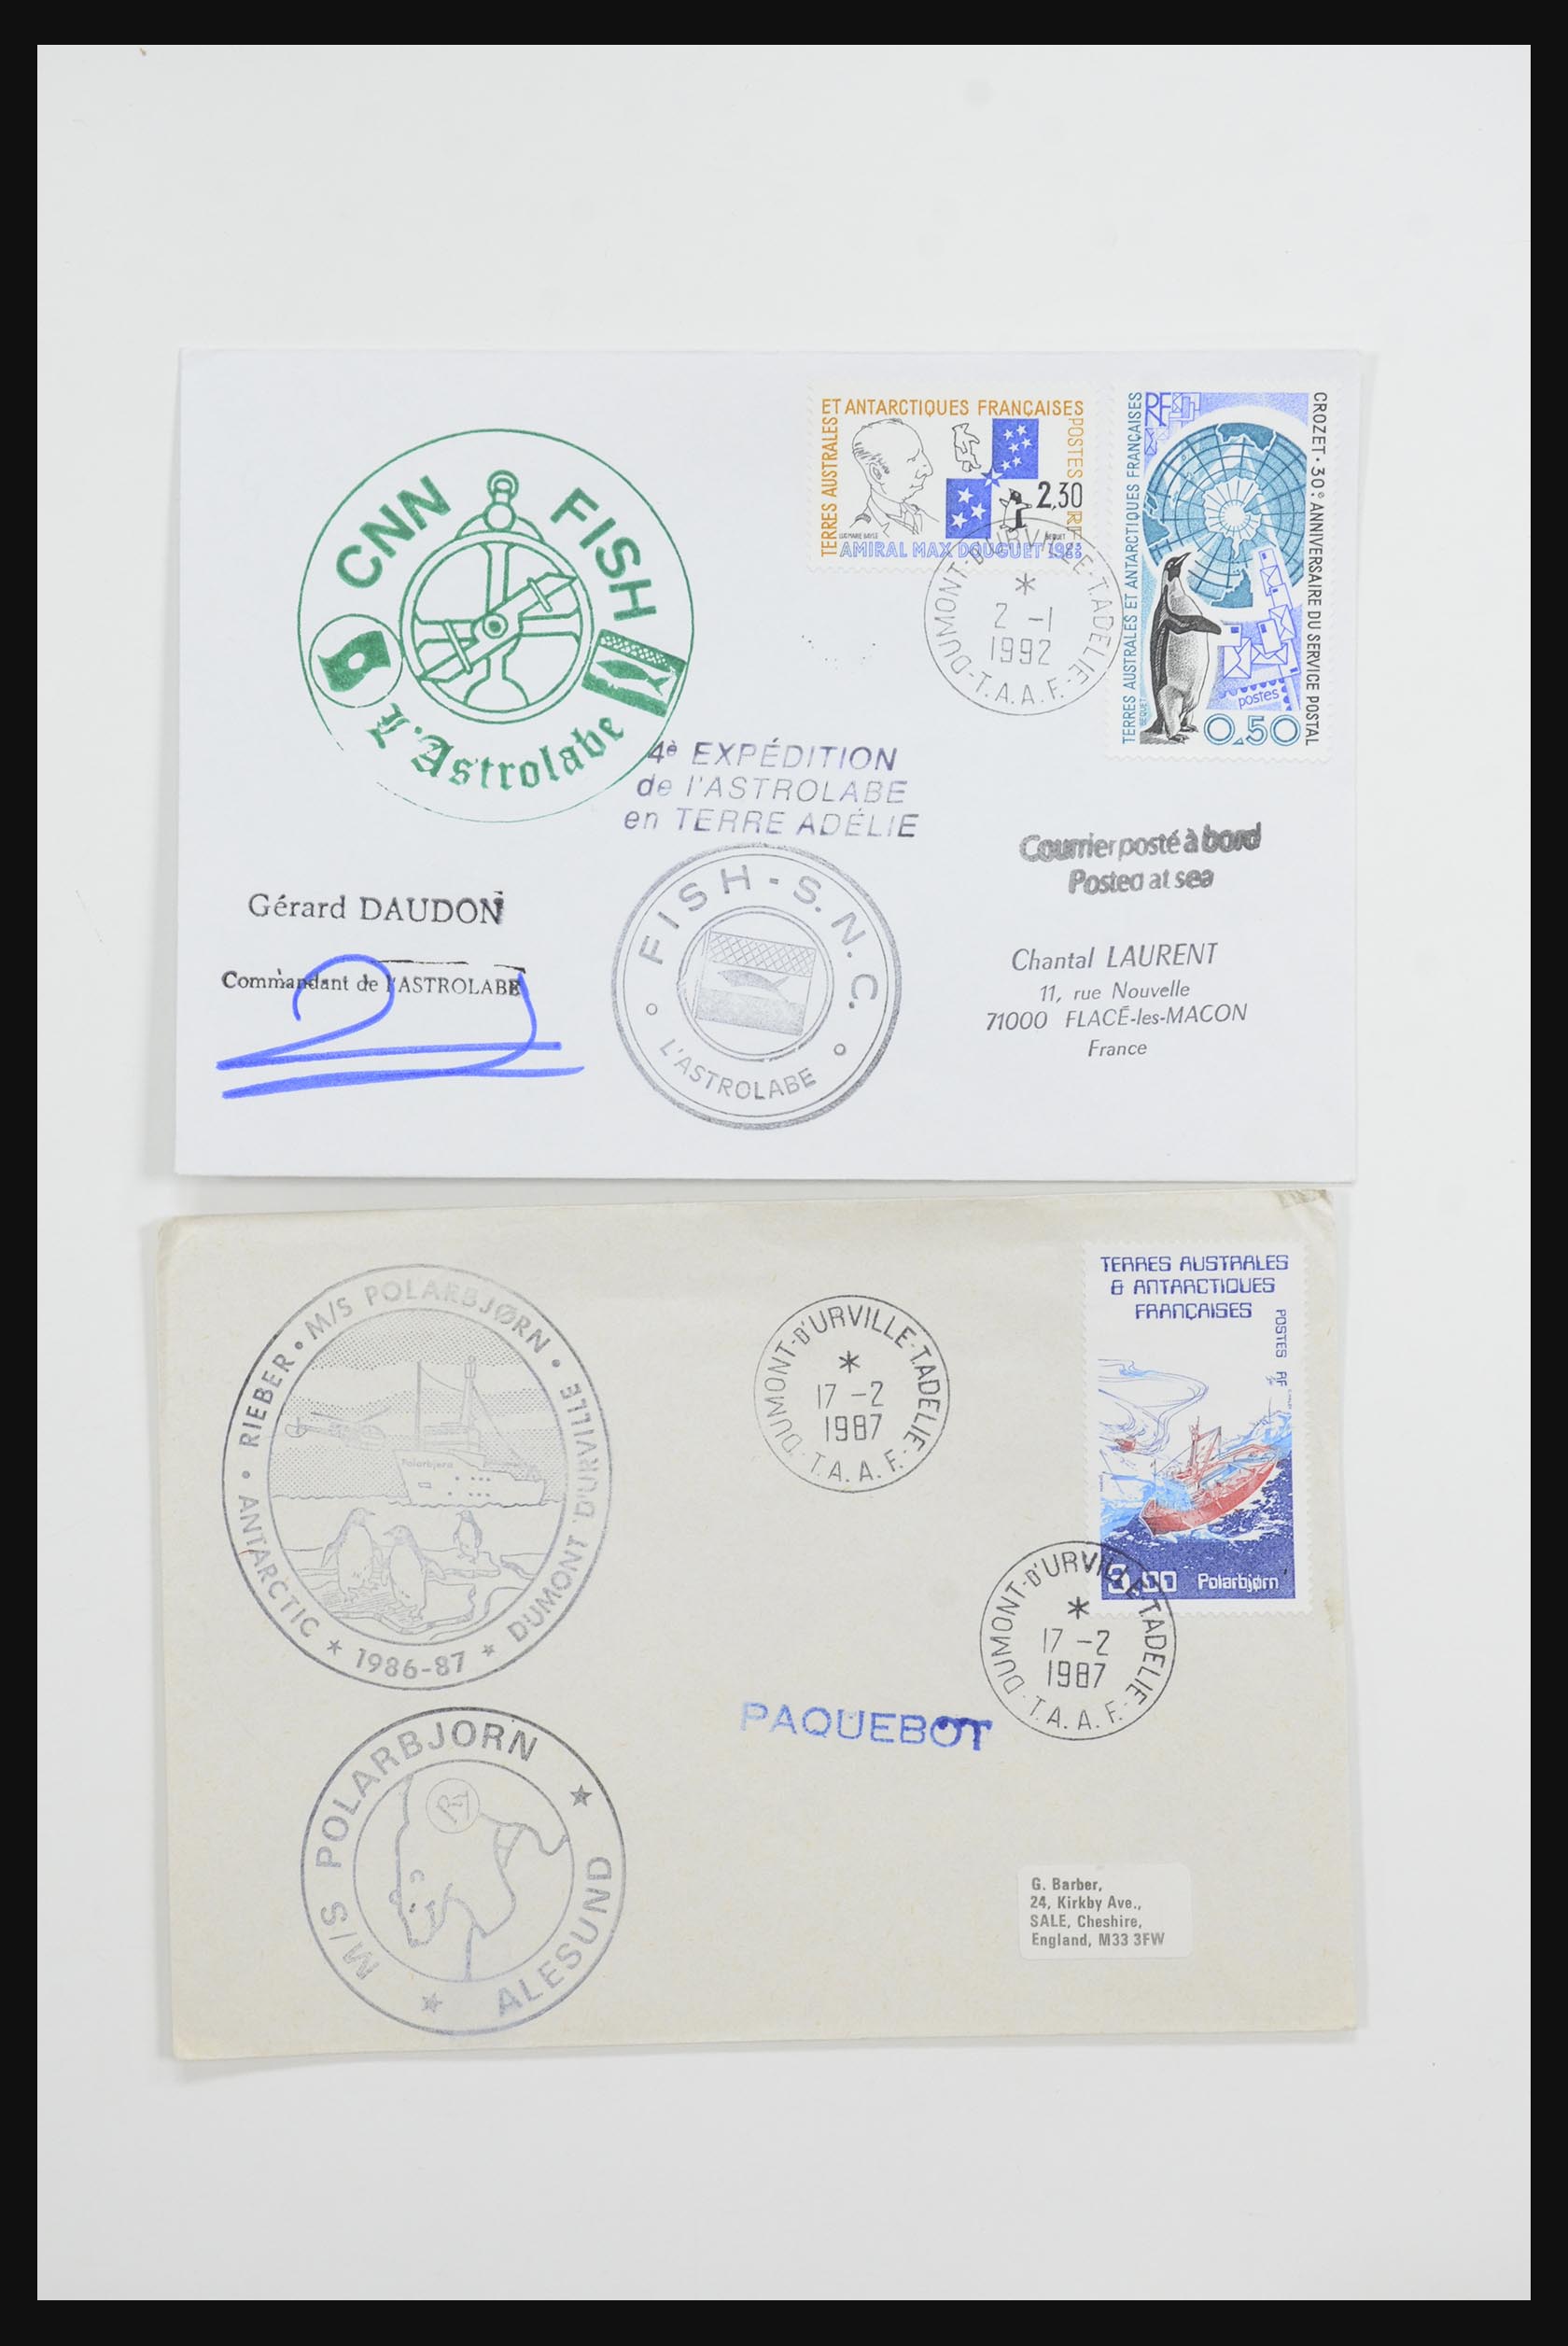 CNN FISH
L'Astrolabe
TERRES AUSTRALES ET ANTARCTIQUES FRANÇAISES
POSTES RF
2,30
AMIRAL MAX DOUGUET
TERRES AUSTRALES ET ANTARCTIQUES FRANÇAISES
RF
CROZET · 30.e ANNIVERSAIRE DU SERVICE POSTAL
postes
0,50
DUMONT-D'URVILLE-T.ADELIE
2 -1
1992
T.A.A.F.
4è EXPÉDITION
de l'ASTROLABE
en TERRE ADÉLIE
Courrier posté à bord
Posted at sea
Gérard DAUDON
Commandant de l'ASTROLABE
FISH - S.N.C.
L'ASTROLABE
Chantal LAURENT
11, rue Nouvelle
71000 FLACÉ-les-MACON
France
RIEBER • M/S POLARBJØRN • DUMONT D'URVILLE
ANTARCTIC * 1986-87 *
Polarbjørn
DUMONT-D'URVILLE-T.ADELIE
17 -2
1987
T.A.A.F.
TERRES AUSTRALES
& ANTARCTIQUES
FRANÇAISES
POSTES RF
Polarbjørn
DUMONT-D'URVILLE-T.ADELIE
17 -2
1987
T.A.A.F.
PAQUEBOT
M/S POLARBJORN
ALESUND
G. Barber,
24, Kirkby Ave.,
SALE, Cheshire,
England, M33 3FW